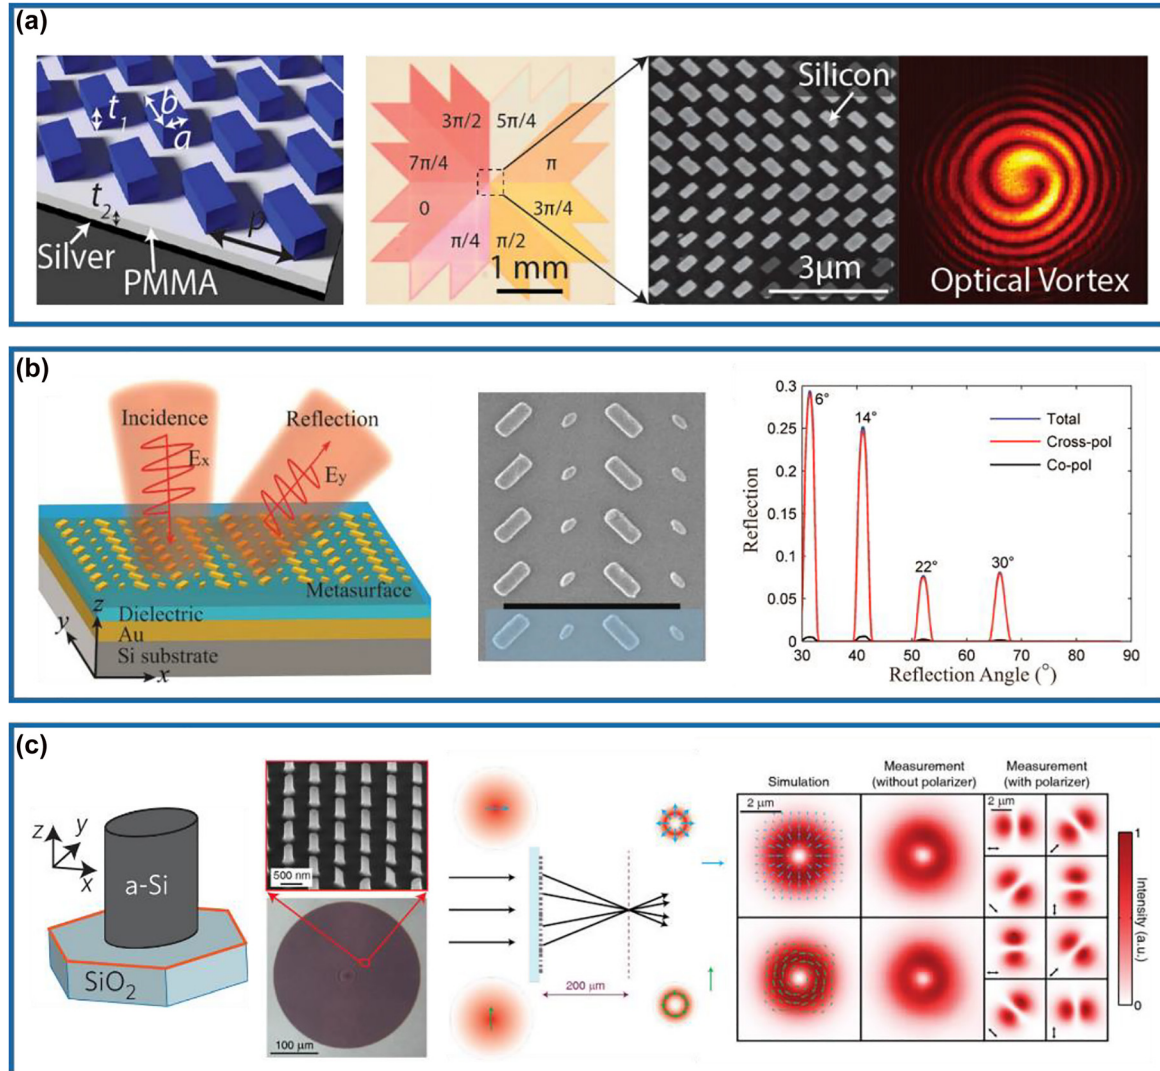 (a)
b
t1
a
t2
p
Silver
PMMA
3π/2
5π/4
7π/4
π
0
3π/4
π/4
π/2
1 mm
Silicon
3μm
Optical Vortex
(b)
Incidence
Reflection
Ex
Ey
Metasurface
z
Dielectric
y
Au
Si substrate
x
0.3
0.25
0.2
0.15
0.1
0.05
0
Reflection
6°
14°
22°
30°
Total
Cross-pol
Co-pol
30
40
50
60
70
80
90
Reflection Angle (°)
(c)
z
y
x
a-Si
SiO2
500 nm
100 μm
200 μm
Simulation
Measurement
(without polarizer)
Measurement
(with polarizer)
2 μm
2 μm
1
Intensity (a.u.)
0